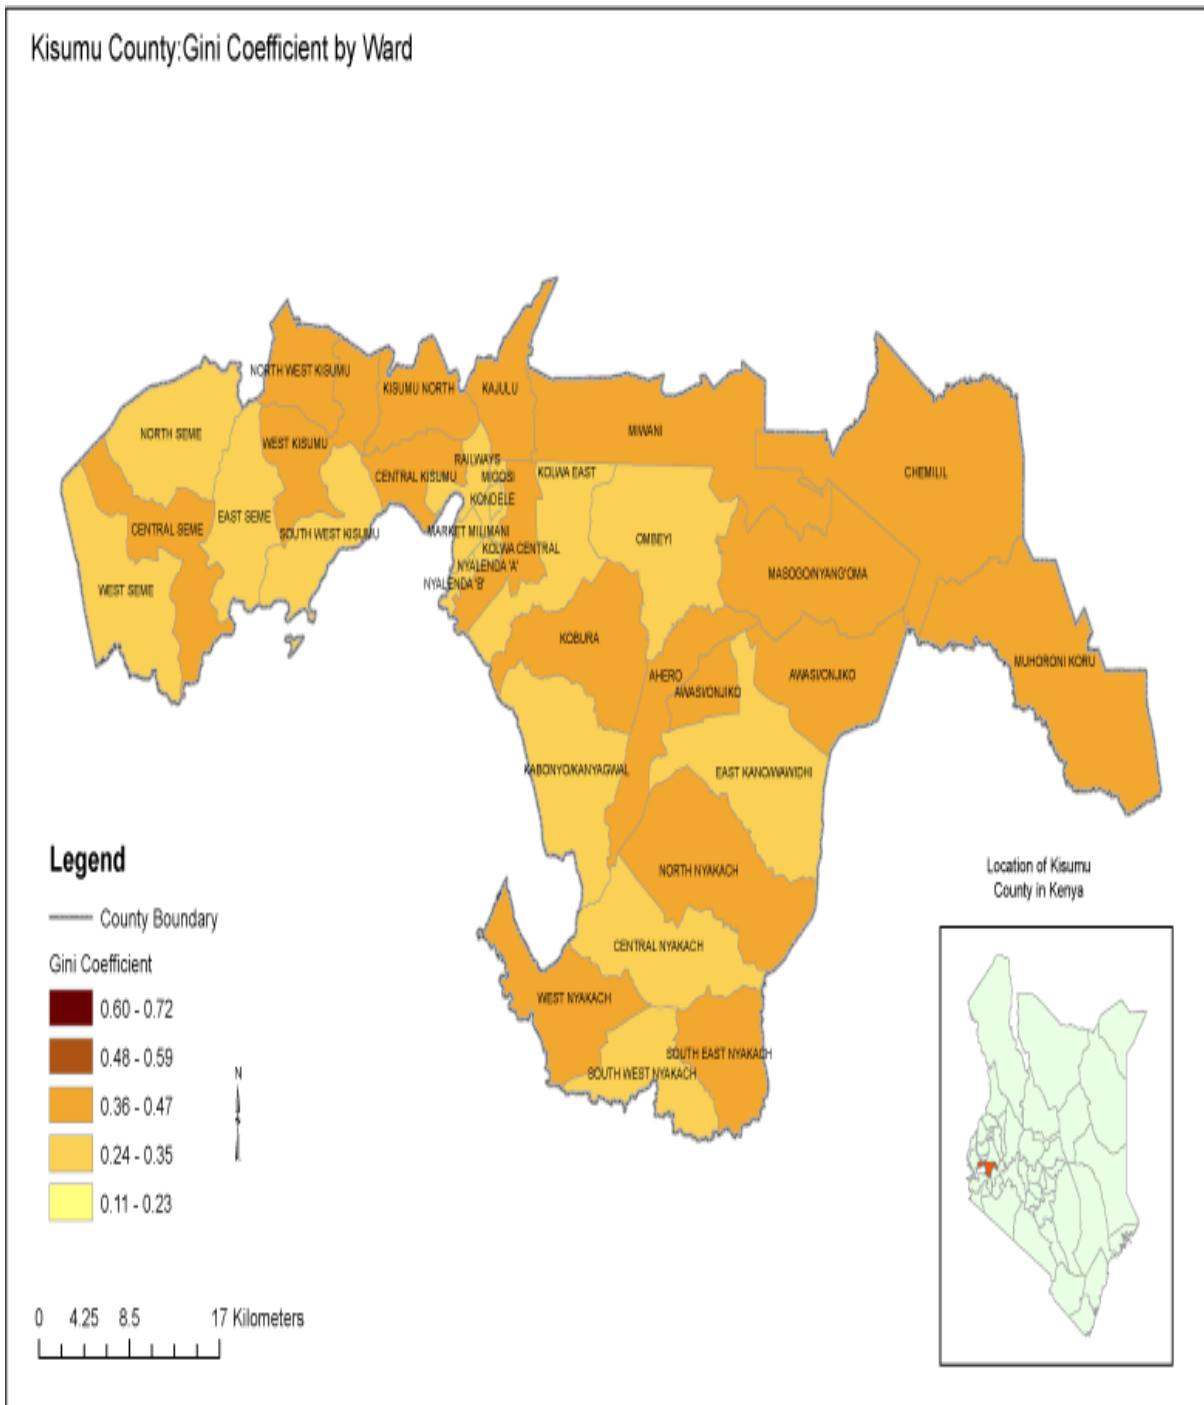 Kisumu County:Gini Coefficient by Ward
NORTH WEST KISUMU
KISUMU NORTH
KAJULU
NORTH SEME
WEST KISUMU
MIWANI
RAILWAYS
CENTRAL KISUMU
MIGOSI
KOLWA EAST
CHEMILIL
KONDELE
EAST SEME
CENTRAL SEME
SOUTH WEST KISUMU
MARKET MILIMANI
OMBEYI
KOLWA CENTRAL
NYALENDA 'A'
MASOGO/NYANG'OMA
WEST SEME
NYALENDA 'B'
KOBURA
MUHORONI KORU
AHERO
AWASI/ONJIKO
AWASI/ONJIKO
KABONYO/KANYAGWAL
EAST KANO/WAWIDHI
NORTH NYAKACH
CENTRAL NYAKACH
WEST NYAKACH
SOUTH EAST NYAKACH
SOUTH WEST NYAKACH
Legend
County Boundary
Gini Coefficient
0.60 - 0.72
0.48 - 0.59
0.36 - 0.47
0.24 - 0.35
0.11 - 0.23
N
0 4.25 8.5 17 Kilometers
Location of Kisumu
County in Kenya